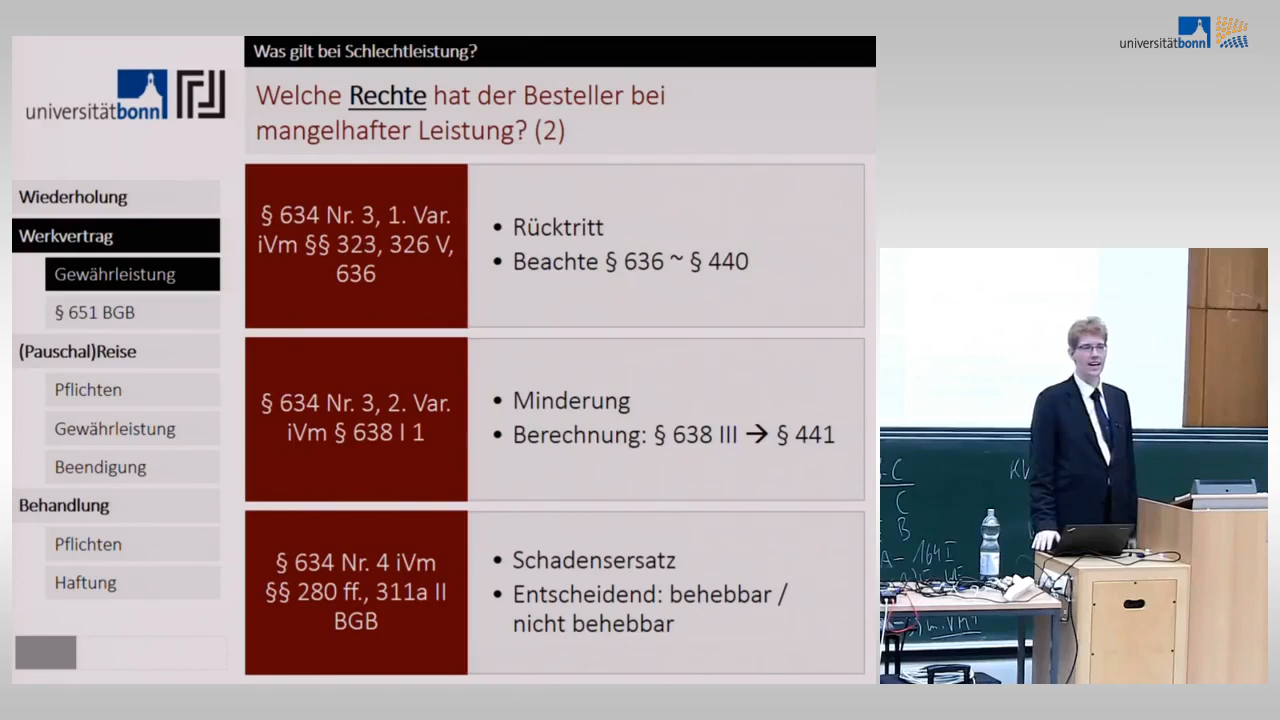 Was gilt bei Schlechtleistung?
universitätbonn
universitätbonn
Welche Rechte hat der Besteller bei
mangelhafter Leistung? (2)
Wiederholung
Werkvertrag
Gewährleistung
§ 651 BGB
(Pauschal)Reise
Pflichten
Gewährleistung
Beendigung
Behandlung
Pflichten
Haftung
§ 634 Nr. 3, 1. Var.
iVm §§ 323, 326 V,
636
• Rücktritt
• Beachte § 636 ~ § 440
§ 634 Nr. 3, 2. Var.
iVm § 638 I 1
• Minderung
• Berechnung: § 638 III → § 441
§ 634 Nr. 4 iVm
§§ 280 ff., 311a II
BGB
• Schadensersatz
• Entscheidend: behebbar /
nicht behebbar
C
KV
C
B
164 I